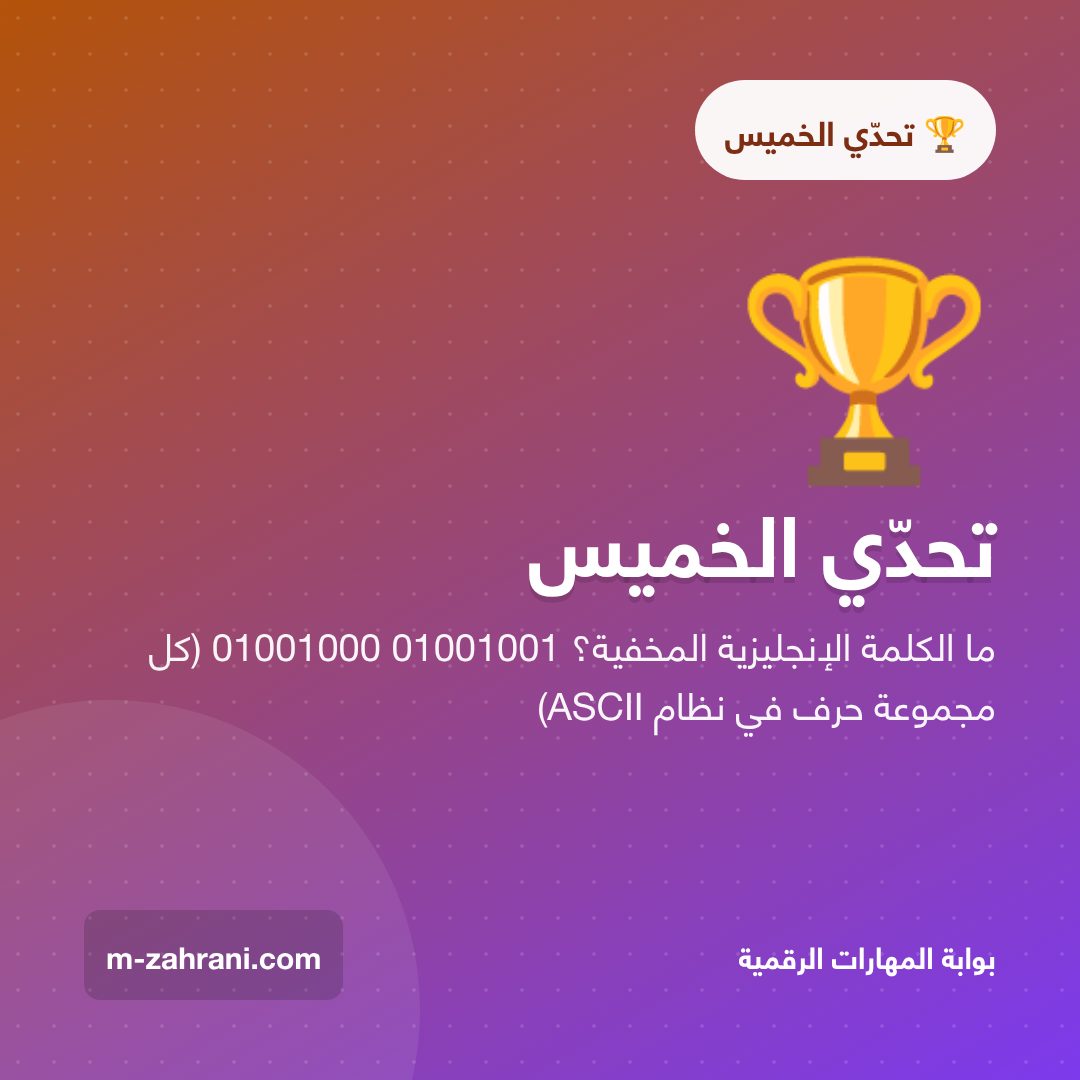 🏆 تحدّي الخميس
تحدّي الخميس
ما الكلمة الإنجليزية المخفية؟ 01001000 01001001 (كل
مجموعة حرف في نظام ASCII)
بوابة المهارات الرقمية
m-zahrani.com